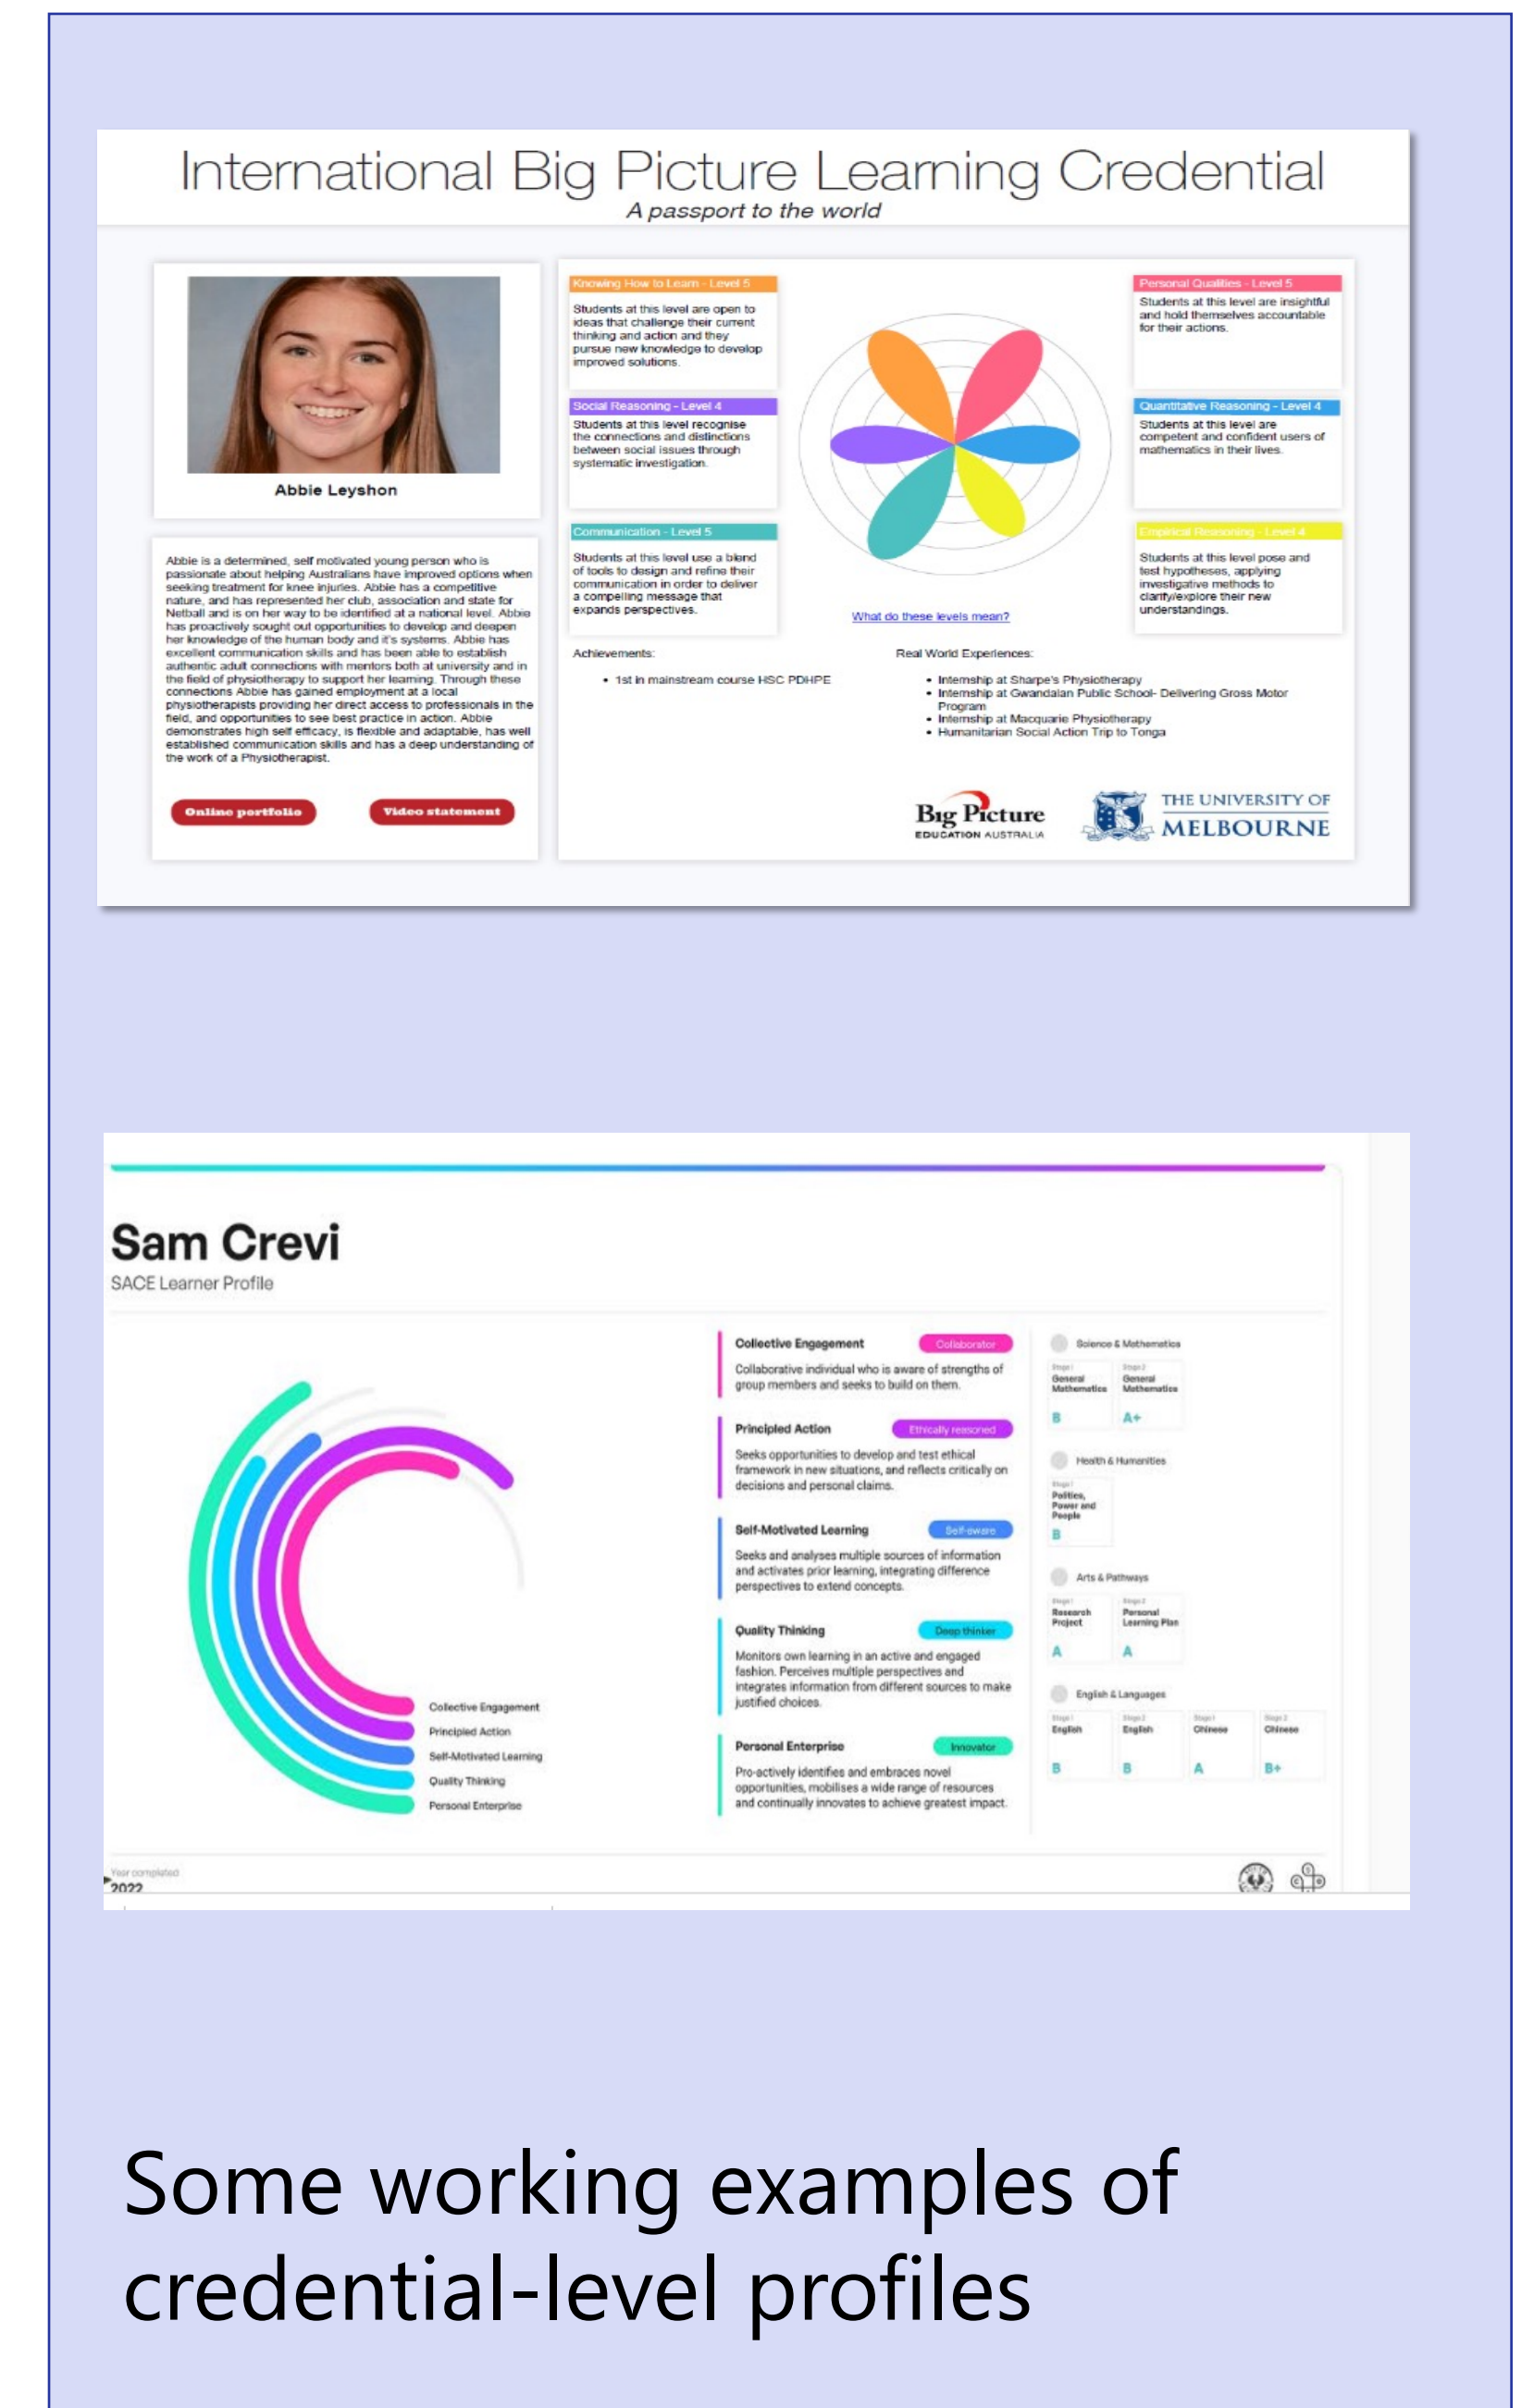 International Big Picture Learning Credential
A passport to the world
Abbie Leyshon
Abbie is a determined, self motivated young person who is
passionate about helping Australians have improved options when
seeking treatment for knee injuries. Abbie has a competitive
nature, and has represented her club, association and state for
Netball and is on her way to be identified at a national level. Abbie
has proactively sought out opportunities to develop and deepen
her knowledge of the human body and it's systems. Abbie has
excellent communication skills and has been able to establish
authentic adult connections with mentors both at university and in
the field of physiotherapy to support her learning. Through these
connections Abbie has gained employment at a local
physiotherapists providing her direct access to professionals in the
field, and opportunities to see best practice in action. Abbie
demonstrates high self efficacy, is flexible and adaptable, has well
established communication skills and has a deep understanding of
the work of a Physiotherapist.
Online portfolio
Video statement
Knowing How to Learn - Level 5
Students at this level are open to
ideas that challenge their current
thinking and action and they
pursue new knowledge to develop
improved solutions.
Social Reasoning - Level 4
Students at this level recognise
the connections and distinctions
between social issues through
systematic investigation.
Communication - Level 5
Students at this level use a blend
of tools to design and refine their
communication in order to deliver
a compelling message that
expands perspectives.
What do these levels mean?
Personal Qualities - Level 5
Students at this level are insightful
and hold themselves accountable
for their actions.
Quantitative Reasoning - Level 4
Students at this level are
competent and confident users of
mathematics in their lives.
Empirical Reasoning - Level 4
Students at this level pose and
test hypotheses, applying
investigative methods to
clarify/explore their new
understandings.
Achievements:
• 1st in mainstream course HSC PDHPE
Real World Experiences:
• Internship at Sharpe's Physiotherapy
• Internship at Gwandalan Public School- Delivering Gross Motor
Program
• Internship at Macquarie Physiotherapy
• Humanitarian Social Action Trip to Tonga
Big Picture
EDUCATION AUSTRALIA
THE UNIVERSITY OF
MELBOURNE
Sam Crevi
SACE Learner Profile
Collective Engagement
Principled Action
Self-Motivated Learning
Quality Thinking
Personal Enterprise
Collective Engagement
Collaborator
Collaborative individual who is aware of strengths of
group members and seeks to build on them.
Principled Action
Ethically reasoned
Seeks opportunities to develop and test ethical
framework in new situations, and reflects critically on
decisions and personal claims.
Self-Motivated Learning
Self-aware
Seeks and analyses multiple sources of information
and activates prior learning, integrating difference
perspectives to extend concepts.
Quality Thinking
Deep thinker
Monitors own learning in an active and engaged
fashion. Perceives multiple perspectives and
integrates information from different sources to make
justified choices.
Personal Enterprise
Innovator
Pro-actively identifies and embraces novel
opportunities, mobilises a wide range of resources
and continually innovates to achieve greatest impact.
Science & Mathematics
Stage 1
General
Mathematics
B
Stage 2
General
Mathematics
A+
Health & Humanities
Stage 1
Politics,
Power and
People
B
Arts & Pathways
Stage 1
Research
Project
A
Stage 2
Personal
Learning Plan
A
English & Languages
Stage 1
English
B
Stage 2
English
B
Stage 1
Chinese
A
Stage 2
Chinese
B+
Year completed
2022
Some working examples of
credential-level profiles